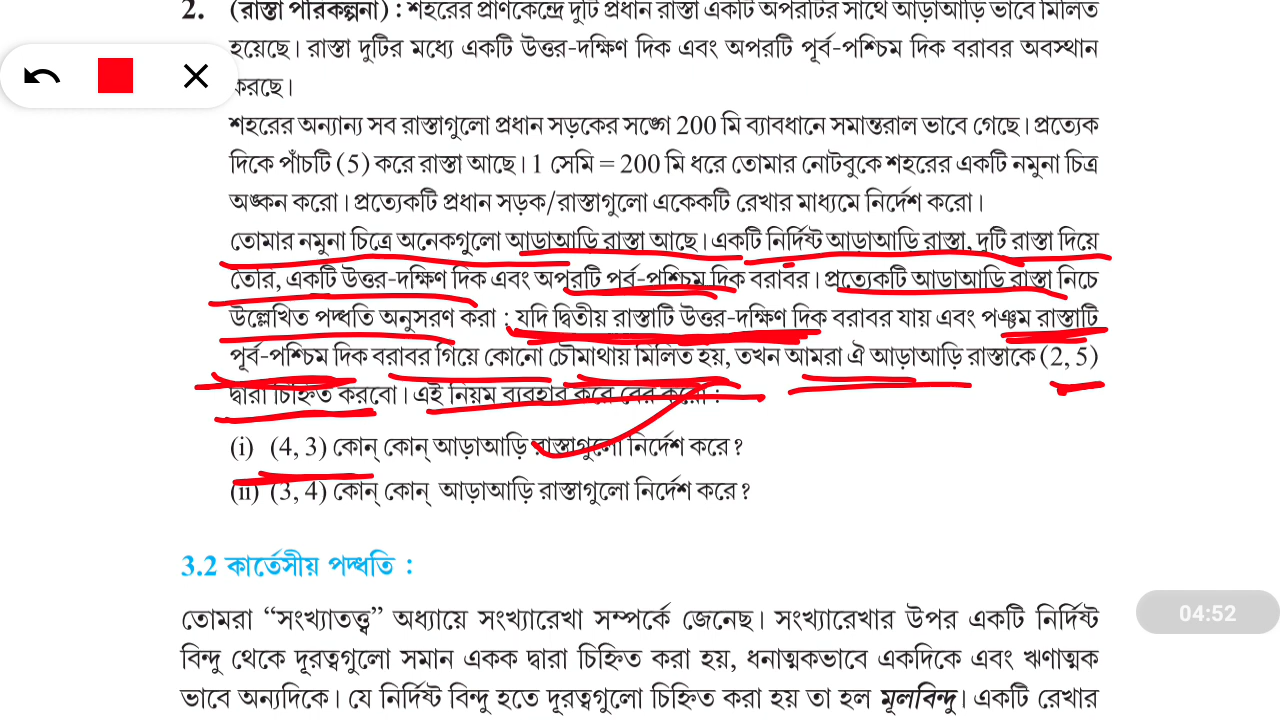 2. (রাস্তা পরিকল্পনা) : শহরের প্রাণকেন্দ্রে দুটি প্রধান রাস্তা একটি অপরটির সাথে আড়াআড়ি ভাবে মিলিত
হয়েছে। রাস্তা দুটির মধ্যে একটি উত্তর-দক্ষিণ দিক এবং অপরটি পূর্ব-পশ্চিম দিক বরাবর অবস্থান
করছে।
শহরের অন্যান্য সব রাস্তাগুলো প্রধান সড়কের সঙ্গে 200 মি ব্যাবধানে সমান্তরাল ভাবে গেছে। প্রত্যেক
দিকে পাঁচটি (5) করে রাস্তা আছে। 1 সেমি = 200 মি ধরে তোমার নোটবুকে শহরের একটি নমুনা চিত্র
অঙ্কন করো। প্রত্যেকটি প্রধান সড়ক/রাস্তাগুলো একেকটি রেখার মাধ্যমে নির্দেশ করো।
তোমার নমুনা চিত্রে অনেকগুলো আড়াআড়ি রাস্তা আছে। একটি নির্দিষ্ট আড়াআড়ি রাস্তা, দুটি রাস্তা দিয়ে
তৈরি, একটি উত্তর-দক্ষিণ দিক এবং অপরটি পূর্ব-পশ্চিম দিক বরাবর। প্রত্যেকটি আড়াআড়ি রাস্তা নিচে
উল্লেখিত পদ্ধতি অনুসরণ করা : যদি দ্বিতীয় রাস্তাটি উত্তর-দক্ষিণ দিক বরাবর যায় এবং পঞ্চম রাস্তাটি
পূর্ব-পশ্চিম দিক বরাবর গিয়ে কোনো চৌমাথায় মিলিত হয়, তখন আমরা ঐ আড়াআড়ি রাস্তাকে (2, 5)
দ্বারা চিহ্নিত করবো। এই নিয়ম ব্যবহার করে বের করো :
(i) (4, 3) কোন্ কোন্ আড়াআড়ি রাস্তাগুলো নির্দেশ করে ?
(ii) (3, 4) কোন্ কোন্ আড়াআড়ি রাস্তাগুলো নির্দেশ করে ?
3.2 কার্তেসীয় পদ্ধতি :
04:52
তোমরা “সংখ্যাতত্ত্ব” অধ্যায়ে সংখ্যারেখা সম্পর্কে জেনেছ। সংখ্যারেখার উপর একটি নির্দিষ্ট
বিন্দু থেকে দূরত্বগুলো সমান একক দ্বারা চিহ্নিত করা হয়, ধনাত্মকভাবে একদিকে এবং ঋণাত্মক
ভাবে অন্যদিকে। যে নির্দিষ্ট বিন্দু হতে দূরত্বগুলো চিহ্নিত করা হয় তা হল মূলবিন্দু। একটি রেখার